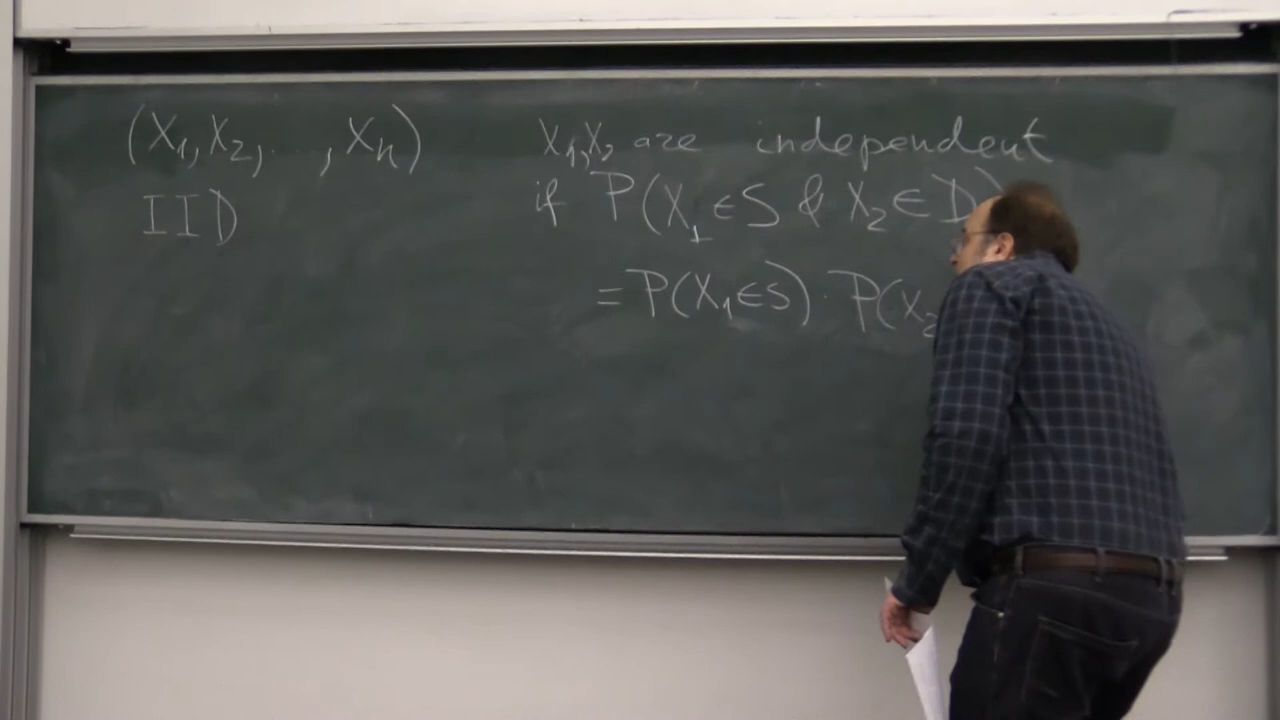 (X1, X2, ..., Xn)
IID
X1, X2 are independent
if P(X1 ∈ S & X2 ∈ D)
= P(X1 ∈ S) · P(X2